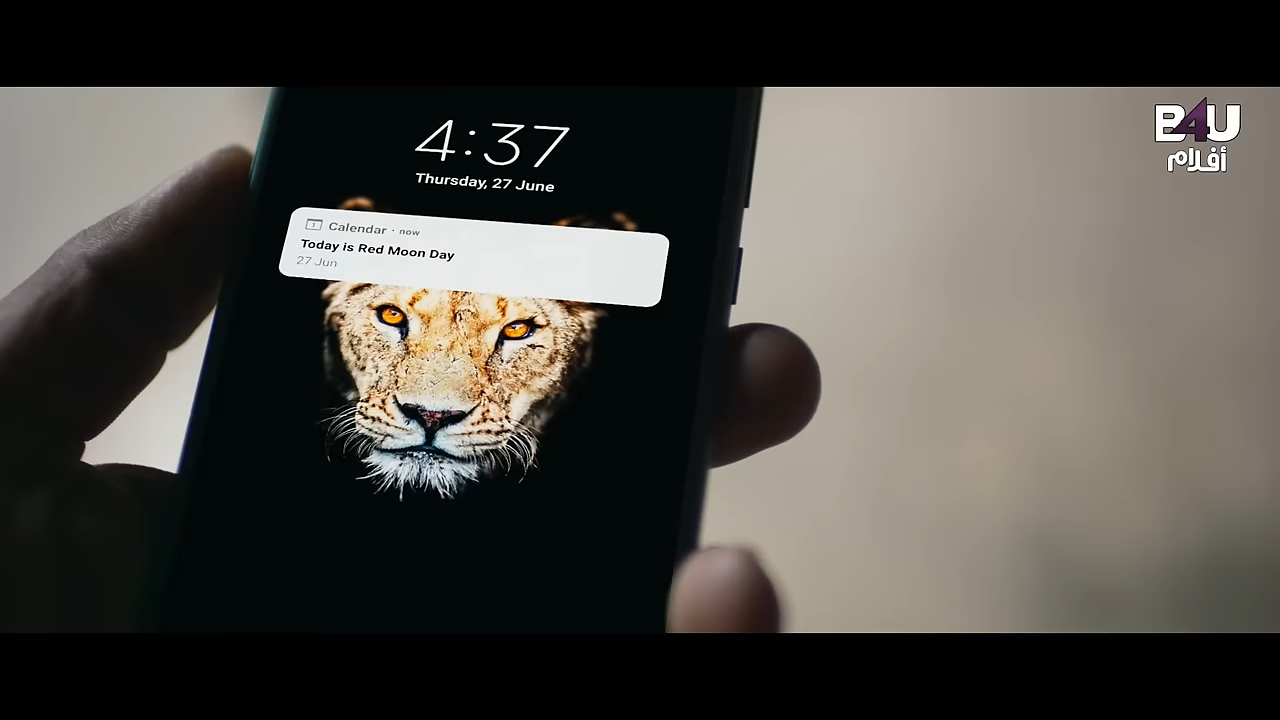 B4U
أفلام
4:37
Thursday, 27 June
Calendar · now
Today is Red Moon Day
27 Jun